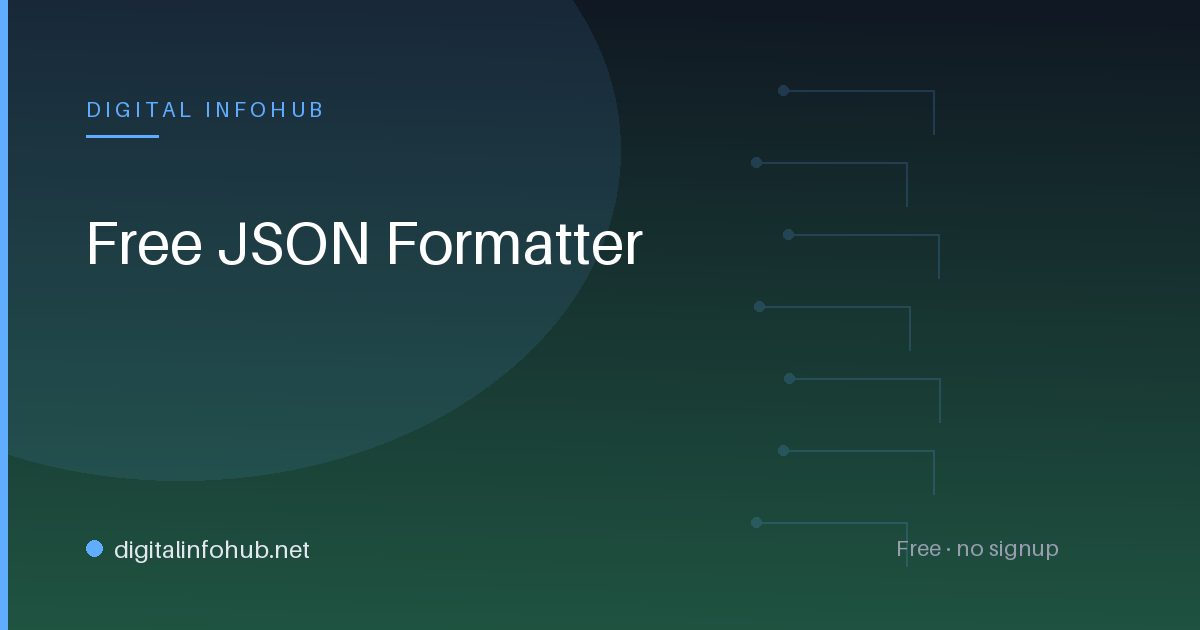 DIGITAL INFOHUB
Free JSON Formatter
digitalinfohub.net
Free · no signup